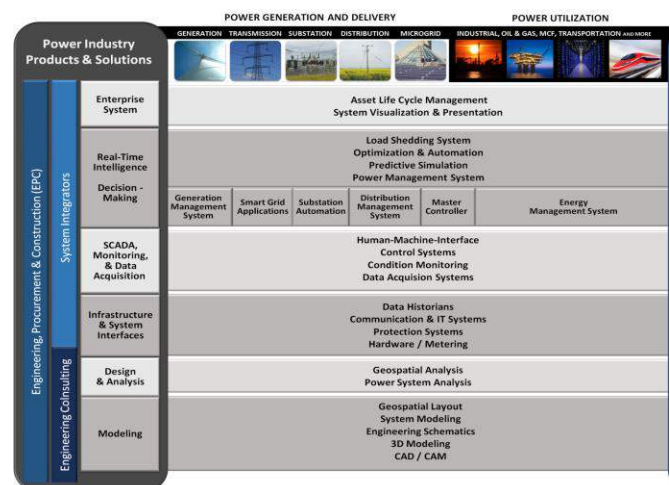 POWER GENERATION AND DELIVERY
POWER UTILIZATION
Power Industry
Products & Solutions
GENERATION
TRANSMISSION
SUBSTATION
DISTRIBUTION
MICROGRID
INDUSTRIAL, OIL & GAS, MCF, TRANSPORTATION AND MORE
Engineering, Procurement & Construction (EPC)
System Integrators
Engineering Colnsulting
Enterprise
System
Asset Life Cycle Management
System Visualization & Presentation
Real-Time
Intelligence
Decision -
Making
Load Shedding System
Optimization & Automation
Predictive Simulation
Power Management System
Generation
Management
System
Smart Grid
Applications
Substation
Automation
Distribution
Management
System
Master
Controller
Energy
Management System
SCADA,
Monitoring,
& Data
Acquisition
Human-Machine-Interface
Control Systems
Condition Monitoring
Data Acquision Systems
Infrastructure
& System
Interfaces
Data Historians
Communication & IT Systems
Protection Systems
Hardware / Metering
Design
& Analysis
Geospatial Analysis
Power System Analysis
Modeling
Geospatial Layout
System Modeling
Engineering Schematics
3D Modeling
CAD / CAM